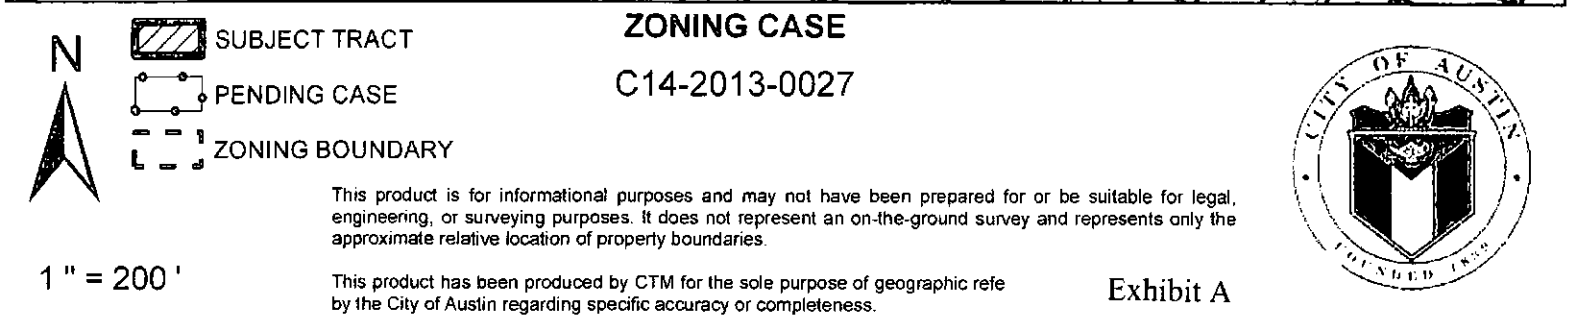 N
SUBJECT TRACT
PENDING CASE
ZONING BOUNDARY
1 " = 200 '
ZONING CASE
C14-2013-0027
This product is for informational purposes and may not have been prepared for or be suitable for legal,
engineering, or surveying purposes. It does not represent an on-the-ground survey and represents only the
approximate relative location of property boundaries.
This product has been produced by CTM for the sole purpose of geographic refe
by the City of Austin regarding specific accuracy or completeness.
Exhibit A
CITY OF AUSTIN
FOUNDED 1839